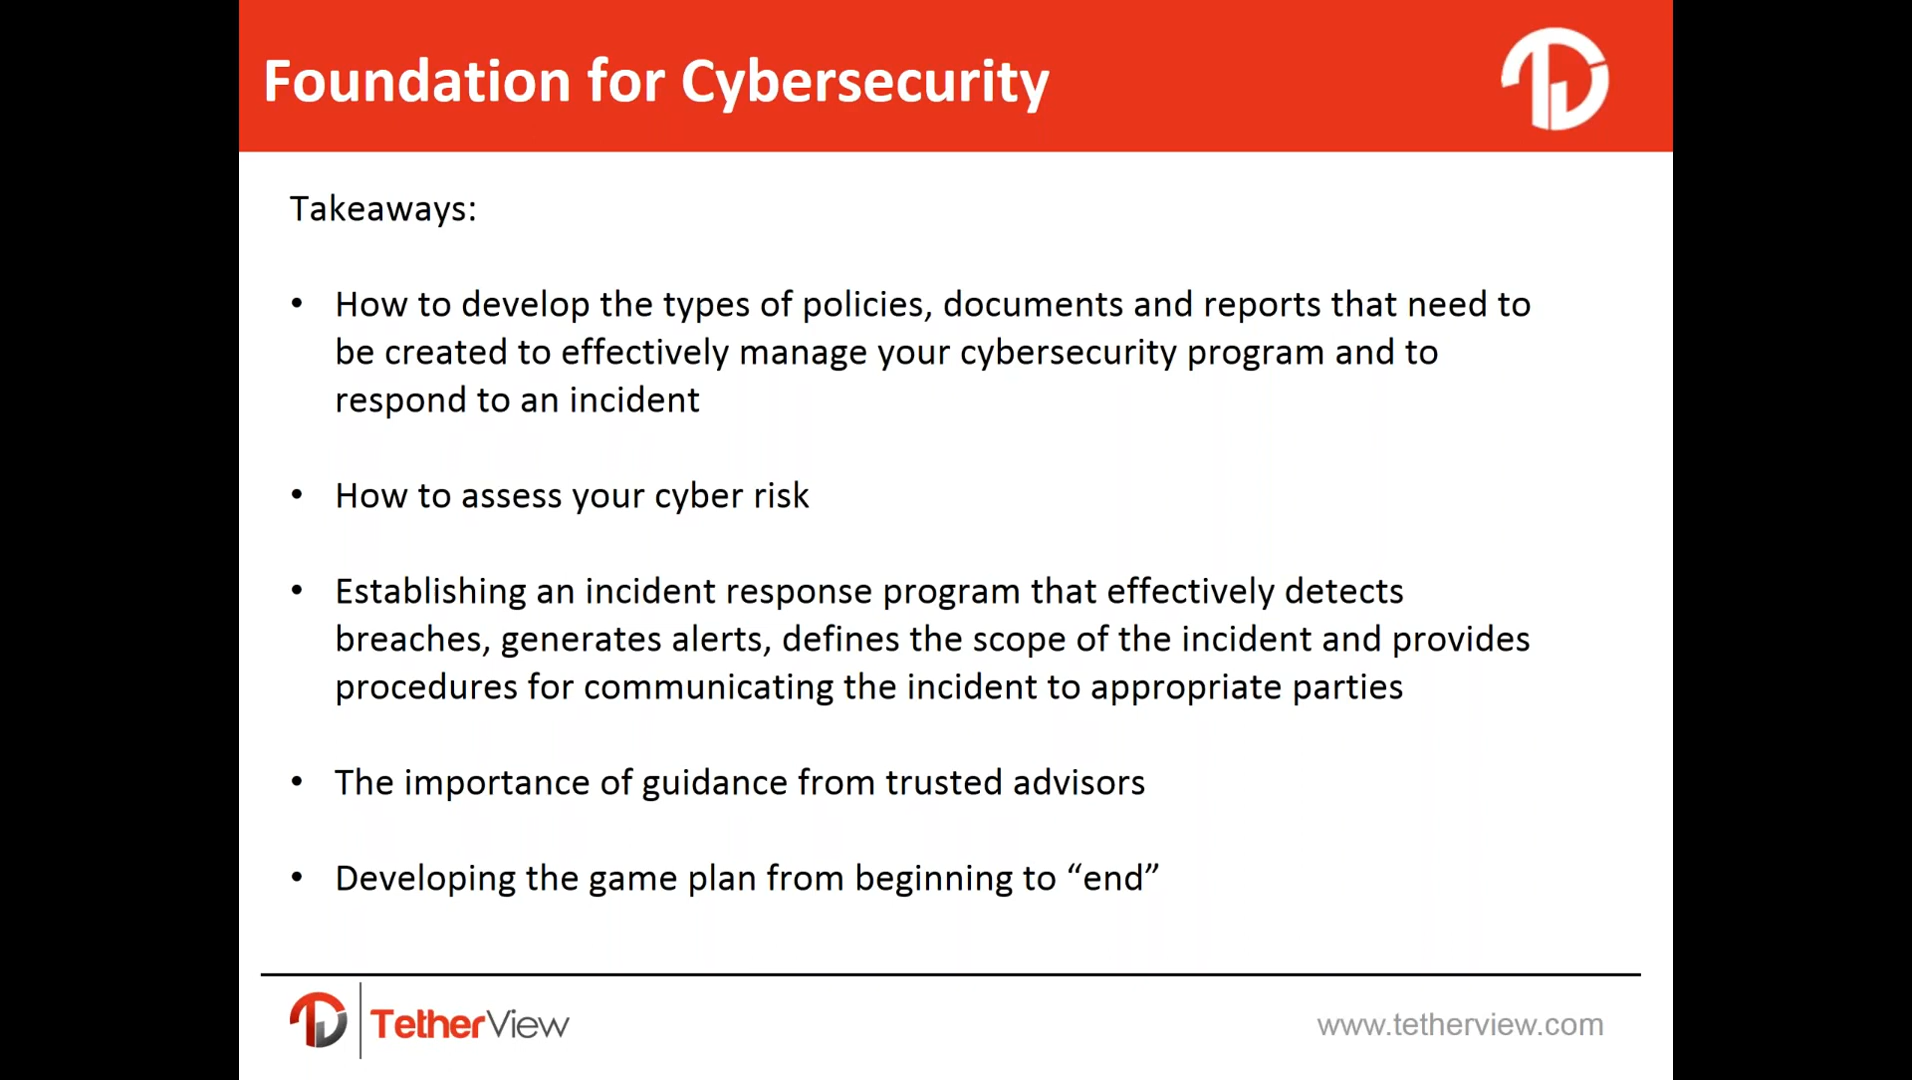 Foundation for Cybersecurity
Takeaways:
• How to develop the types of policies, documents and reports that need to
be created to effectively manage your cybersecurity program and to
respond to an incident
• How to assess your cyber risk
• Establishing an incident response program that effectively detects
breaches, generates alerts, defines the scope of the incident and provides
procedures for communicating the incident to appropriate parties
• The importance of guidance from trusted advisors
• Developing the game plan from beginning to “end”
TetherView
www.tetherview.com